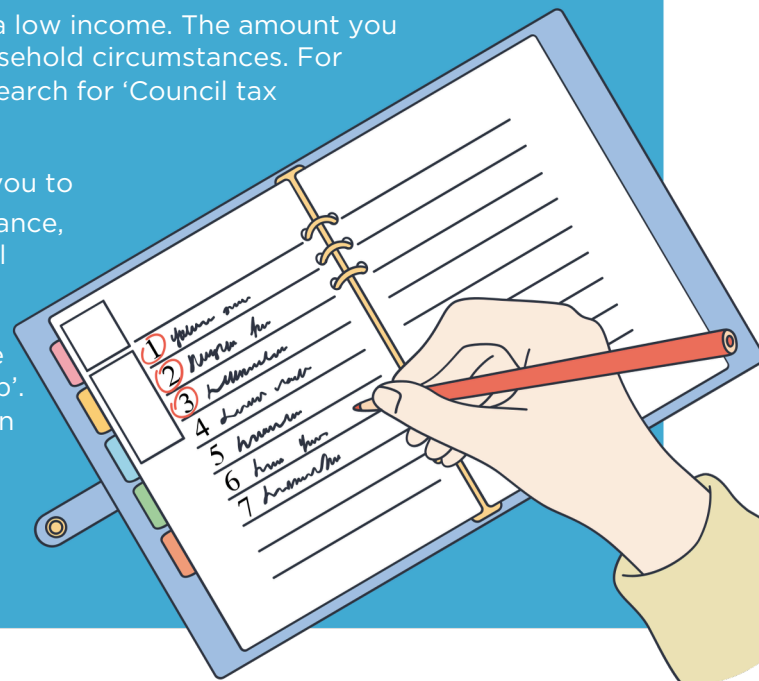 a low income. The amount you
sehold circumstances. For
earch for ‘Council tax
you to
ance,
l
e
o’.
n
1
2
3
4
5
6
7